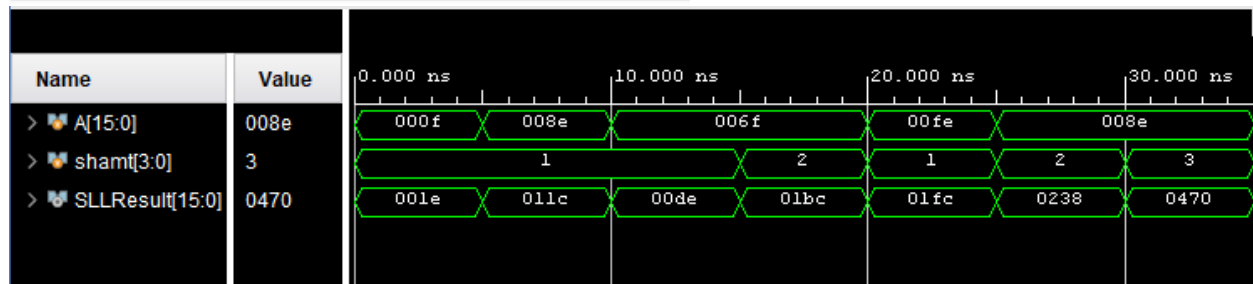 Name Value 0.000 ns 10.000 ns 20.000 ns 30.000 ns
A[15:0] 008e 000f 008e 006f 00fe 008e
shamt[3:0] 3 1 2 1 2 3
SLLResult[15:0] 0470 001e 011c 00de 01bc 01fc 0238 0470